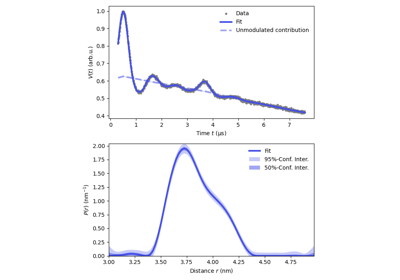 1.0
0.9
0.8
0.7
0.6
0.5
0.4
V(t) (arb.u.)
Data
Fit
Unmodulated contribution
0 1 2 3 4 5 6 7
Time t (μs)
2.00
1.75
1.50
1.25
1.00
0.75
0.50
0.25
0.00
P(r) (nm⁻¹)
Fit
95%-Conf. Inter.
50%-Conf. Inter.
3.00 3.25 3.50 3.75 4.00 4.25 4.50 4.75
Distance r (nm)